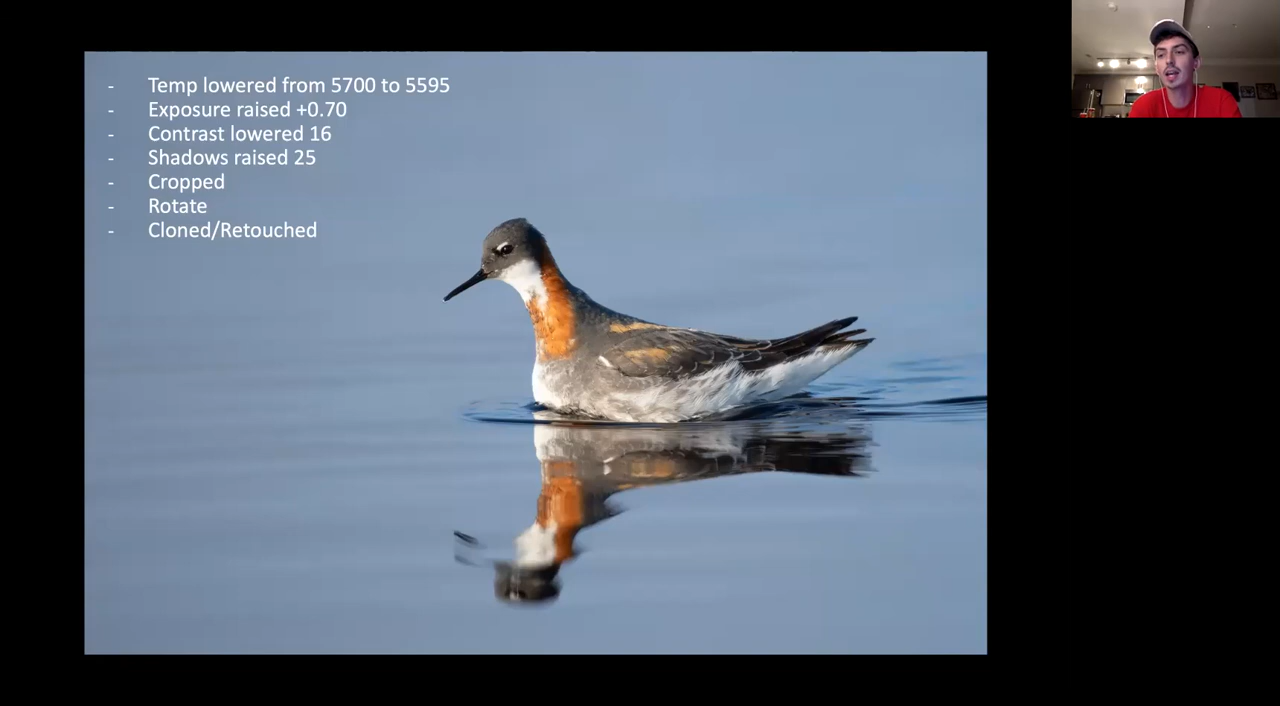 - Temp lowered from 5700 to 5595
- Exposure raised +0.70
- Contrast lowered 16
- Shadows raised 25
- Cropped
- Rotate
- Cloned/Retouched